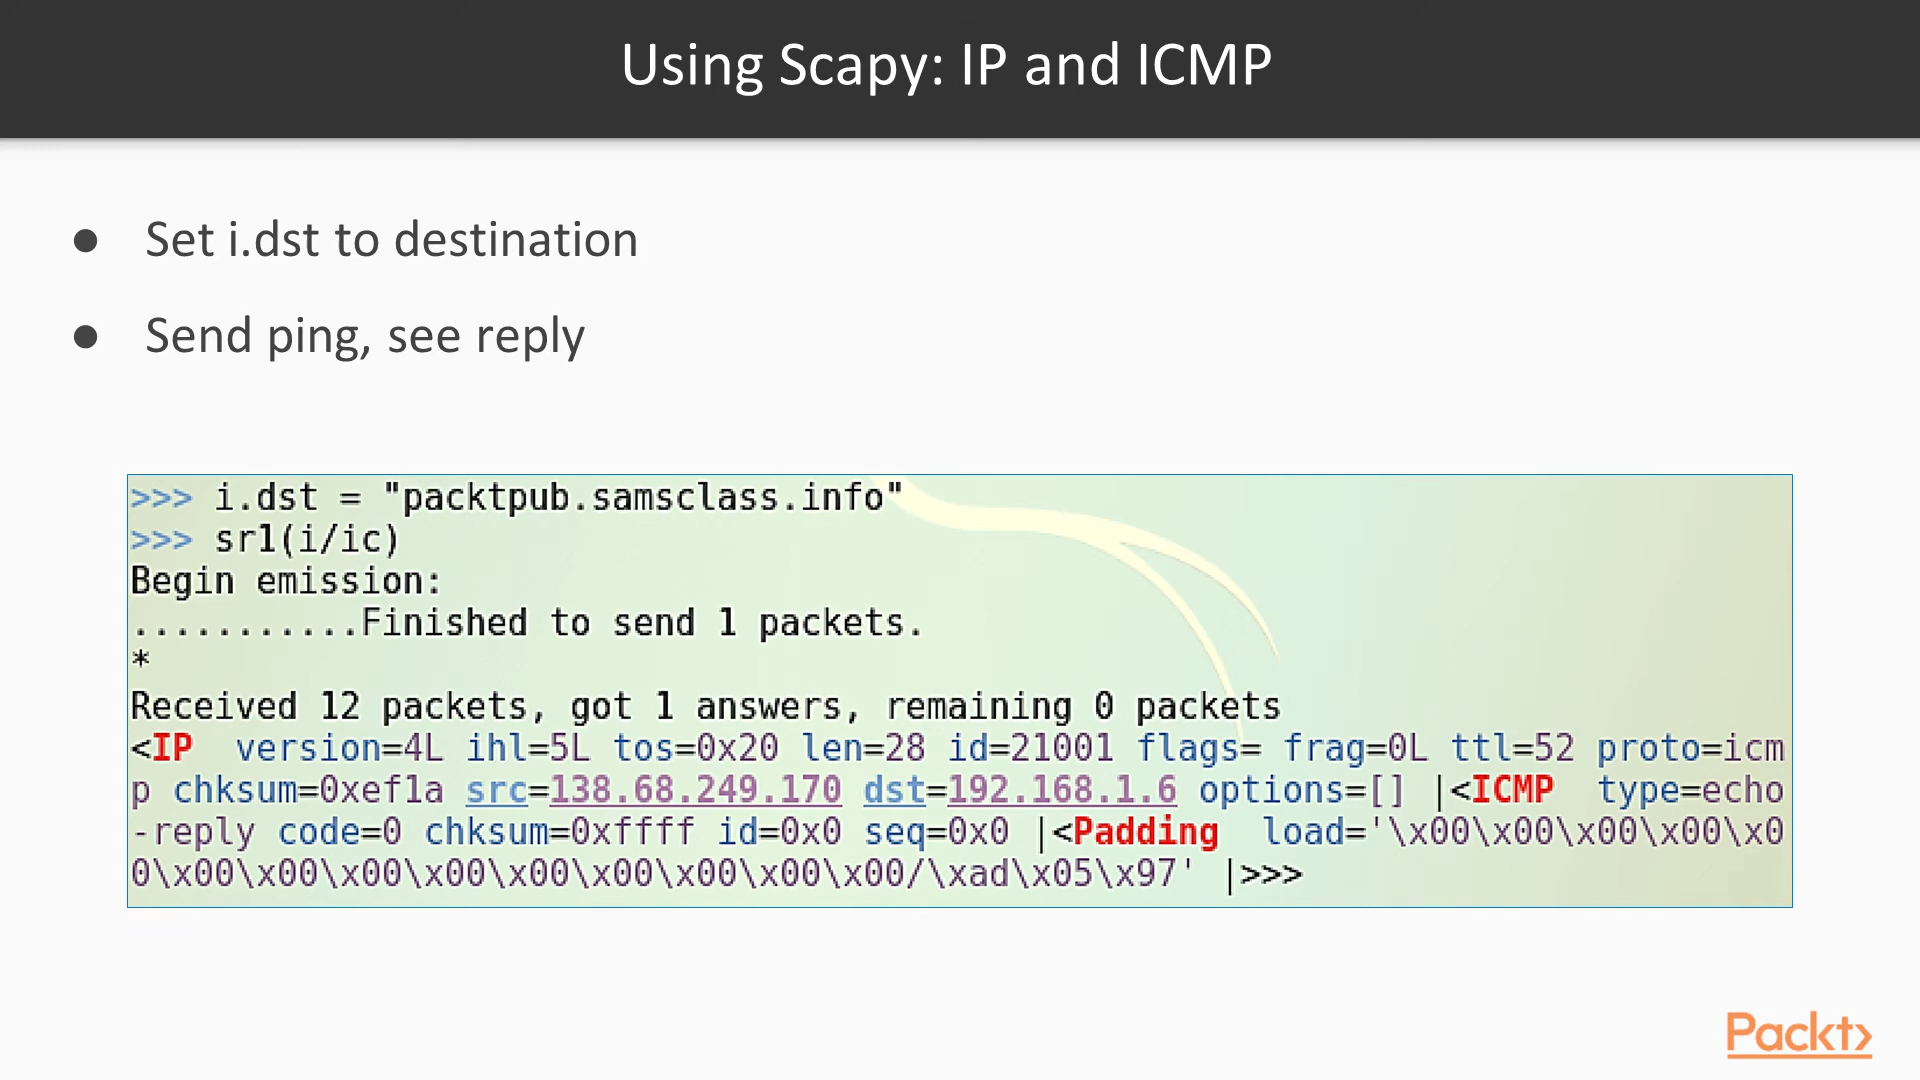 Using Scapy: IP and ICMP
● Set i.dst to destination
● Send ping, see reply
>>> i.dst = "packtpub.samsclass.info"
>>> sr1(i/ic)
Begin emission:
...........Finished to send 1 packets.
*
Received 12 packets, got 1 answers, remaining 0 packets
<IP  version=4L ihl=5L tos=0x20 len=28 id=21001 flags= frag=0L ttl=52 proto=icm
p chksum=0xef1a src=138.68.249.170 dst=192.168.1.6 options=[] |<ICMP  type=echo
-reply code=0 chksum=0xffff id=0x0 seq=0x0 |<Padding  load='\x00\x00\x00\x00\x0
0\x00\x00\x00\x00\x00\x00\x00\x00\x00/\xad\x05\x97' |>>>
Packt>